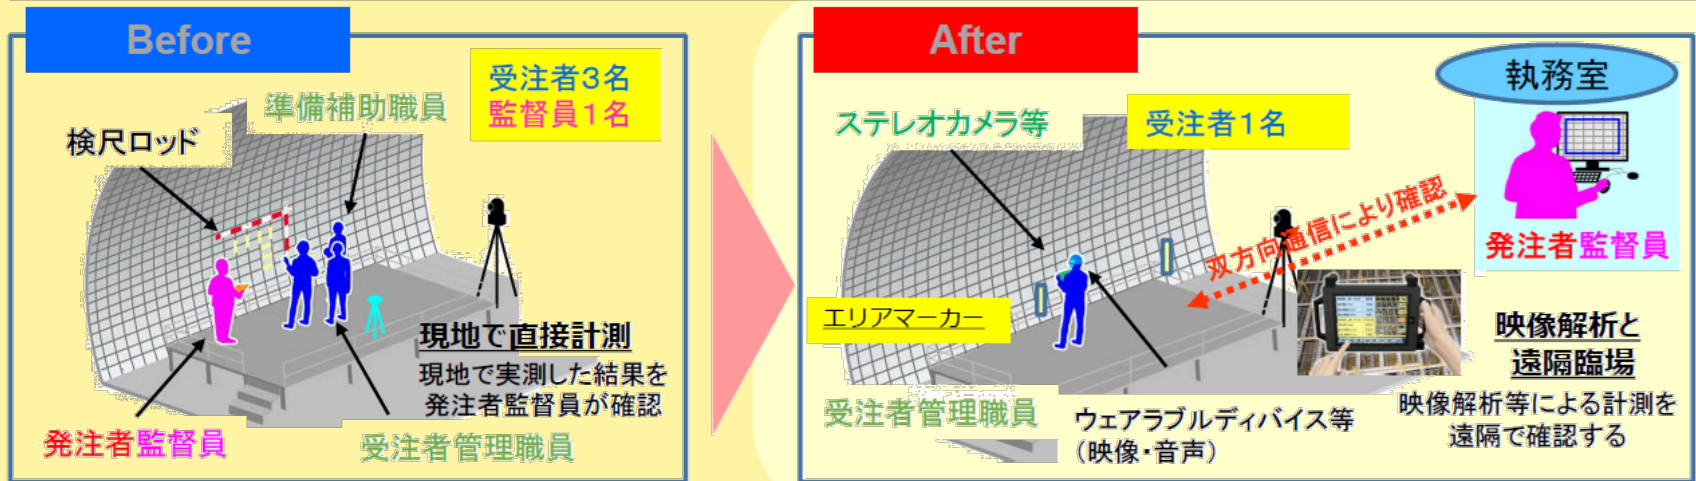 Before
受注者3名
監督員1名
準備補助職員
検尺ロッド
現地で直接計測
現地で実測した結果を
発注者監督員が確認
発注者監督員
受注者管理職員
After
執務室
ステレオカメラ等
受注者1名
双方向通信により確認
発注者監督員
エリアマーカー
映像解析と
遠隔臨場
受注者管理職員
ウェアラブルディバイス等
(映像・音声)
映像解析等による計測を
遠隔で確認する